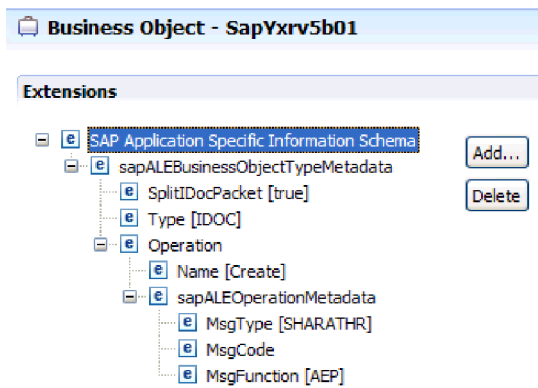 Business Object - SapYxrv5b01
Extensions
SAP Application Specific Information Schema
Add...
sapALEBusinessObjectTypeMetadata
SplitIDocPacket [true]
Delete
Type [IDOC]
Operation
Name [Create]
sapALEOperationMetadata
MsgType [SHARATHR]
MsgCode
MsgFunction [AEP]